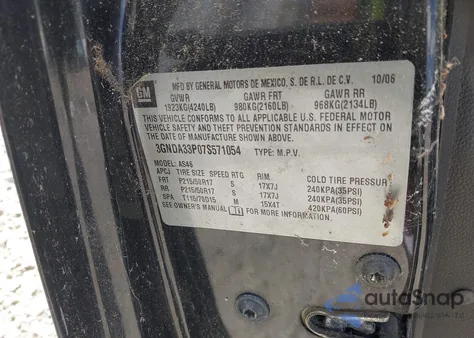 GM
MFD BY GENERAL MOTORS DE MEXICO, S. DE R.L. DE C.V. 10/06
GVWR GAWR FRT GAWR RR
1923KG(4240LB) 980KG(2160LB) 968KG(2134LB)
THIS VEHICLE CONFORMS TO ALL APPLICABLE U.S. FEDERAL MOTOR
VEHICLE SAFETY AND THEFT PREVENTION STANDARDS IN EFFECT ON THE
DATE OF MANUFACTURE SHOWN ABOVE.
3GNDA33P07S571054 TYPE: M.P.V.
APCJ AS46
TIRE SIZE SPEED RTG RIM COLD TIRE PRESSURE
FRT P215/50R17 S 17X7J 240KPA(35PSI)
RR P215/50R17 S 17X7J 240KPA(35PSI)
SPA T115/70D15 M 15X4T 420KPA(60PSI)
SEE OWNER'S MANUAL FOR MORE INFORMATION.
autoSnap